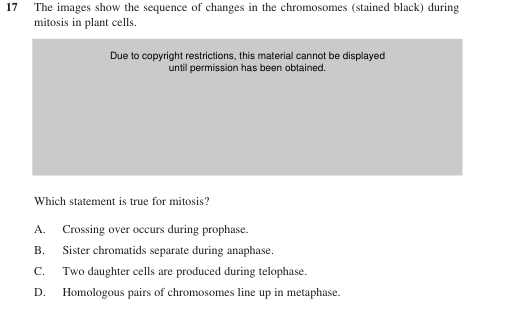 17 The images show the sequence of changes in the chromosomes (stained black) during
mitosis in plant cells.
Due to copyright restrictions, this material cannot be displayed
until permission has been obtained.
Which statement is true for mitosis?
A. Crossing over occurs during prophase.
B. Sister chromatids separate during anaphase.
C. Two daughter cells are produced during telophase.
D. Homologous pairs of chromosomes line up in metaphase.